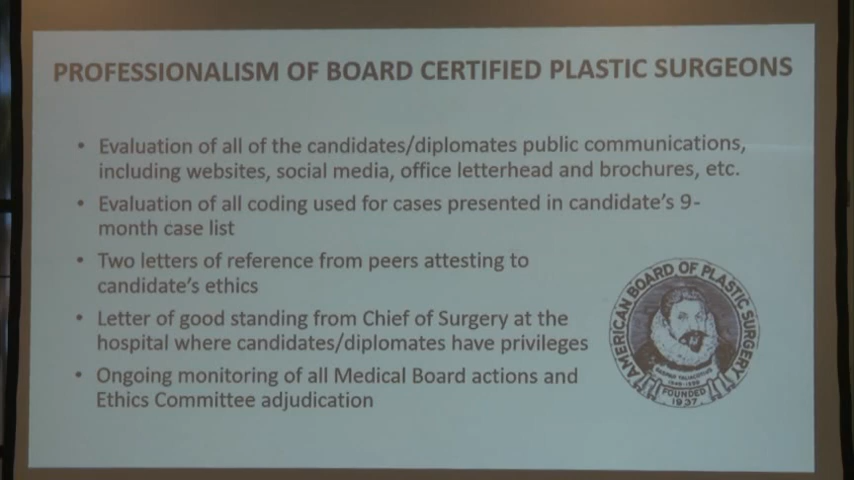 PROFESSIONALISM OF BOARD CERTIFIED PLASTIC SURGEONS
• Evaluation of all of the candidates/diplomates public communications,
including websites, social media, office letterhead and brochures, etc.
• Evaluation of all coding used for cases presented in candidate's 9-
month case list
• Two letters of reference from peers attesting to
candidate's ethics
• Letter of good standing from Chief of Surgery at the
hospital where candidates/diplomates have privileges
• Ongoing monitoring of all Medical Board actions and
Ethics Committee adjudication
AMERICAN BOARD OF PLASTIC SURGERY
FOUNDED
1937